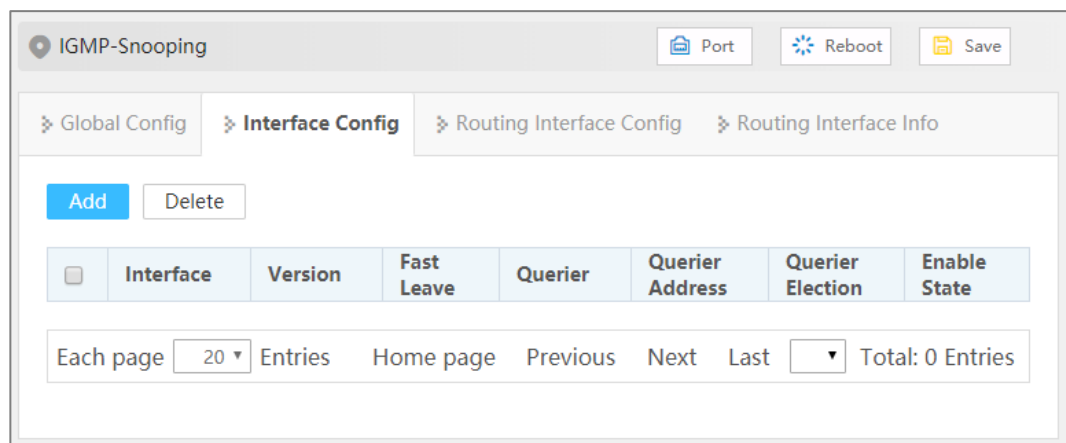 IGMP-Snooping Port Reboot Save
Global Config Interface Config Routing Interface Config Routing Interface Info
Add Delete
Interface Version Fast Leave Querier Querier Address Querier Election Enable State
Each page 20 Entries Home page Previous Next Last Total: 0 Entries